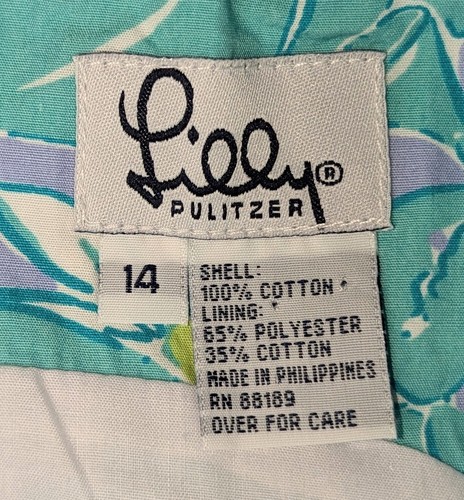 Lilly®
PULITZER
14
SHELL:
100% COTTON
LINING:
65% POLYESTER
35% COTTON
MADE IN PHILIPPINES
RN 88189
OVER FOR CARE